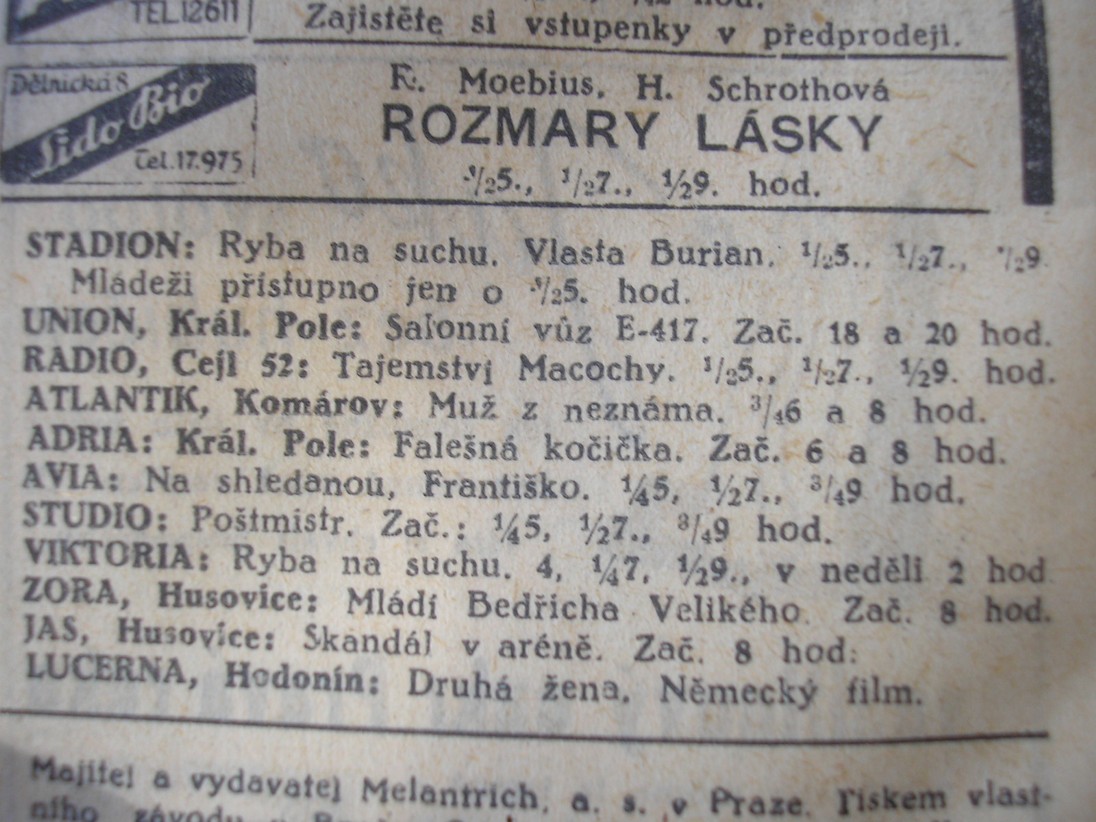 TEL.12611
hod.
Zajistěte si vstupenky v předprodeji.
Dělnická 8
Lido Bio
Tel.17.975
R. Moebius, H. Schrothová
ROZMARY LÁSKY
½5., ½7., ½9. hod.
STADION: Ryba na suchu. Vlasta Burian. ½5., ½7., ½9.
Mládeži přístupno jen o ½5. hod.
UNION, Král. Pole: Salonní vůz E-417. Zač. 18 a 20 hod.
RADIO, Cejl 52: Tajemství Macochy. ½5., ½7., ½9. hod.
ATLANTIK, Komárov: Muž z neznáma. ¾6 a 8 hod.
ADRIA: Král. Pole: Falešná kočička. Zač. 6 a 8 hod.
AVIA: Na shledanou, Františko. ¼5, ½7., ¾9 hod.
STUDIO: Poštmistr. Zač.: ¼5, ½7., ¾9 hod.
VIKTORIA: Ryba na suchu. 4, ¼7, ½9., v neděli 2 hod
ZORA, Husovice: Mládí Bedřicha Velikého. Zač. 8 hod.
JAS, Husovice: Skandál v aréně. Zač. 8 hod.
LUCERNA, Hodonín: Druhá žena. Německý film.
Majitel a vydavatel Melantrich, a. s. v Praze. Tiskem vlast-
ního závodu v